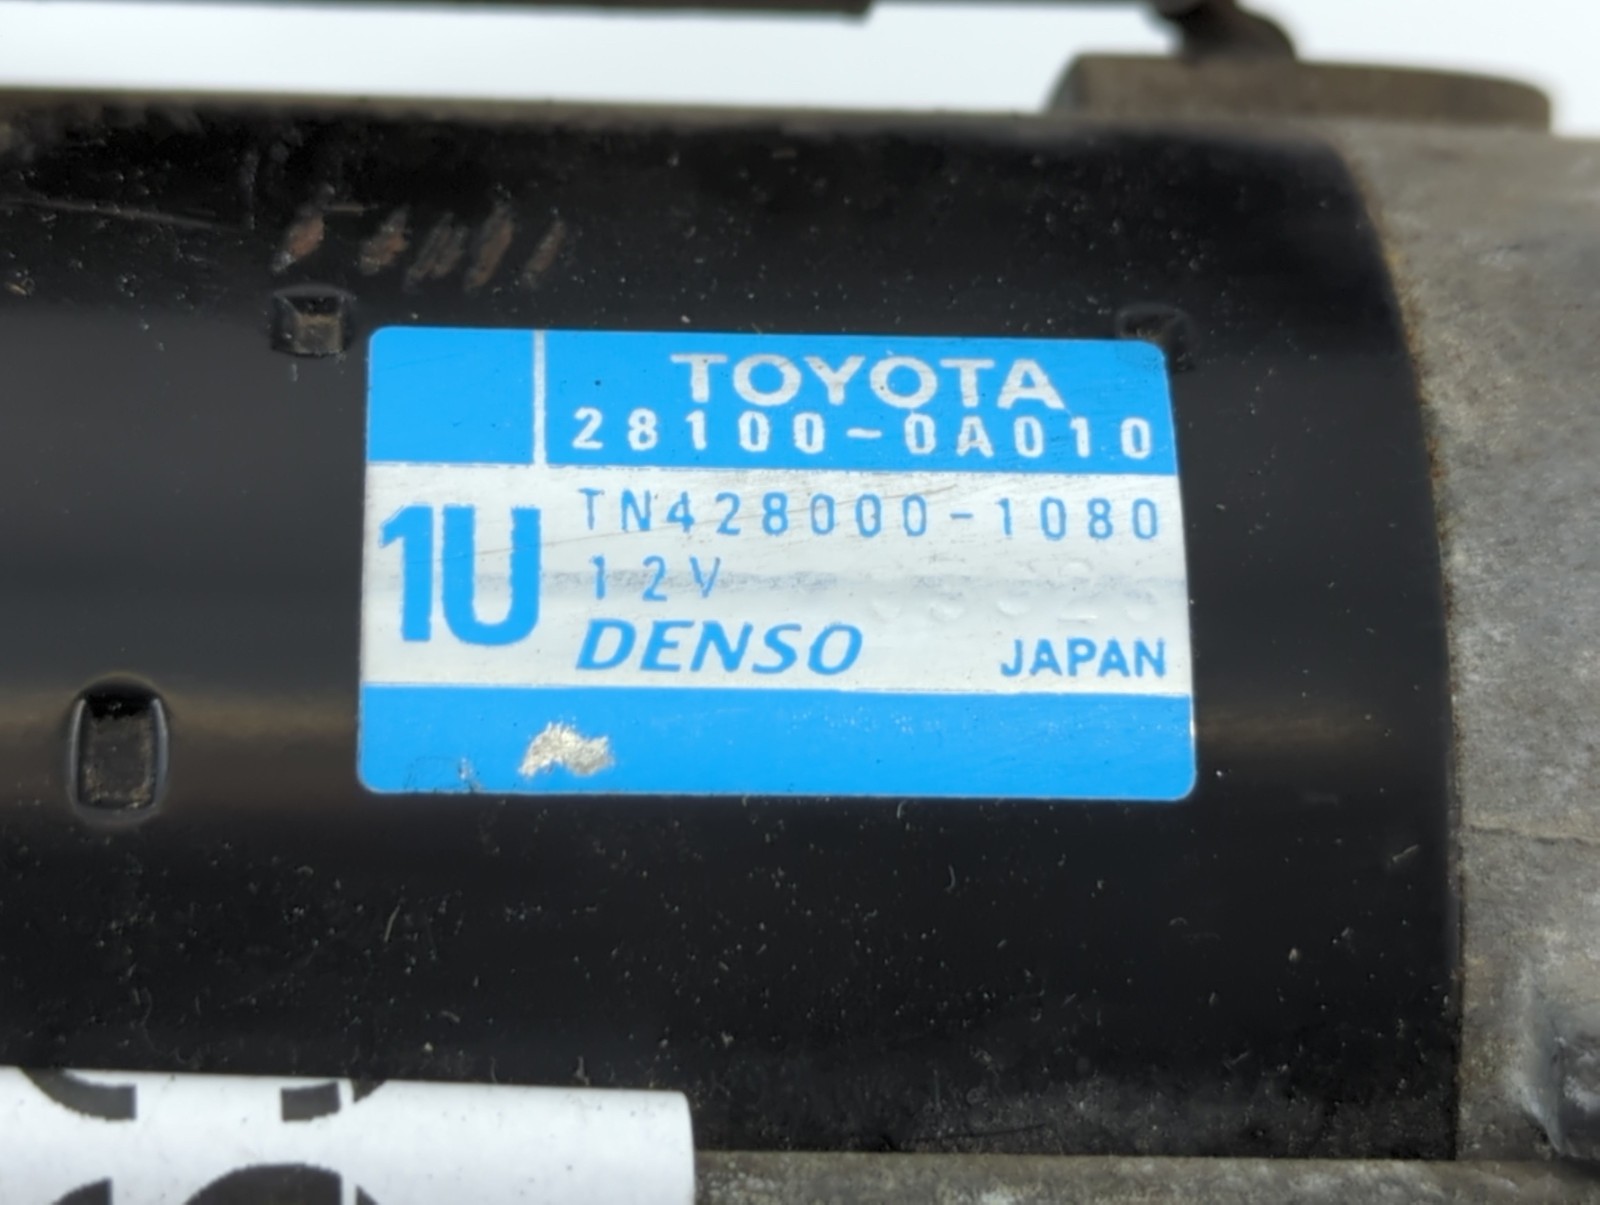 TOYOTA
28100-0A010
1U
TN428000-1080
12V
DENSO
JAPAN